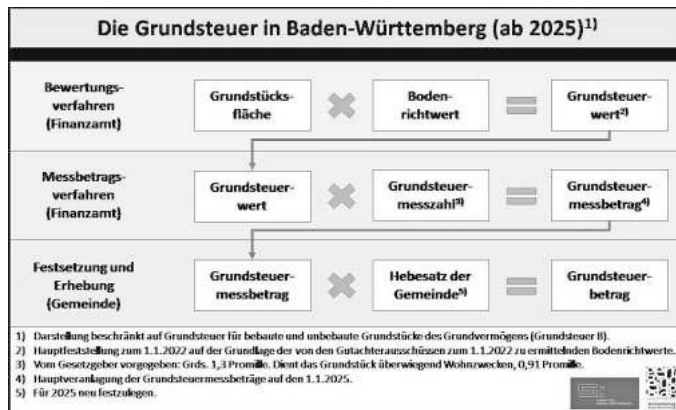 Die Grundsteuer in Baden-Württemberg (ab 2025)1)
Bewertungs-
verfahren
(Finanzamt)
Grundstücks-
fläche
Boden-
richtwert
Grundsteuer-
wert2)
Messbetrags-
verfahren
(Finanzamt)
Grundsteuer-
wert
Grundsteuer-
messzahl3)
Grundsteuer-
messbetrag4)
Festsetzung und
Erhebung
(Gemeinde)
Grundsteuer-
messbetrag
Hebesatz der
Gemeinde5)
Grundsteuer-
betrag
1) Darstellung beschränkt auf Grundsteuer für bebaute und unbebaute Grundstücke des Grundvermögens (Grundsteuer B).
2) Hauptfeststellung zum 1.1.2022 auf der Grundlage der von den Gutachterausschüssen zum 1.1.2022 zu ermittelnden Bodenrichtwerte.
3) Vom Gesetzgeber vorgegeben: Grds. 1,3 Promille. Dient das Grundstück überwiegend Wohnzwecken, 0,91 Promille.
4) Hauptveranlagung der Grundsteuermessbeträge auf den 1.1.2025.
5) Für 2025 neu festzulegen.